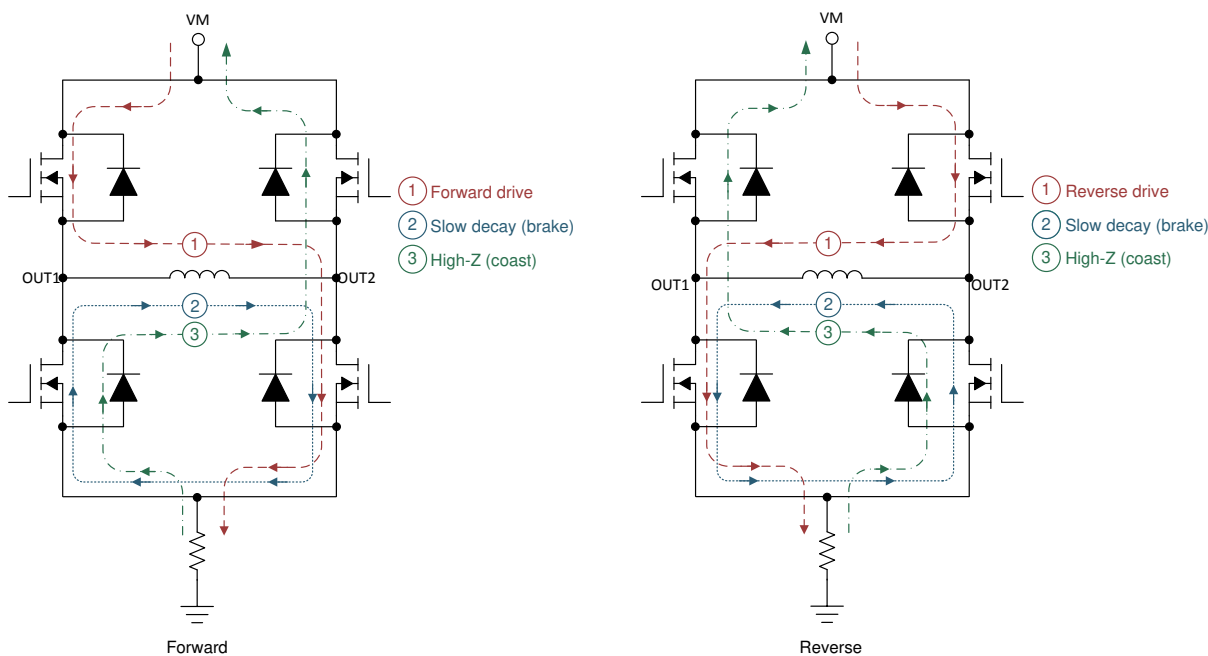 VM
1 Forward drive
2 Slow decay (brake)
3 High-Z (coast)
1
OUT1
OUT2
2
3
Forward
VM
1 Reverse drive
2 Slow decay (brake)
3 High-Z (coast)
1
OUT1
OUT2
2
3
Reverse